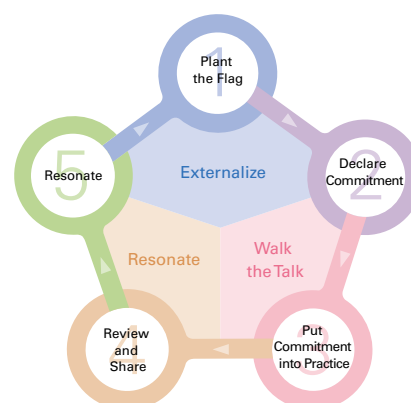 1
Plant
the Flag
2
Declare
Commitment
3
Put
Commitment
into Practice
4
Review
and
Share
5
Resonate
Externalize
Walk
the Talk
Resonate